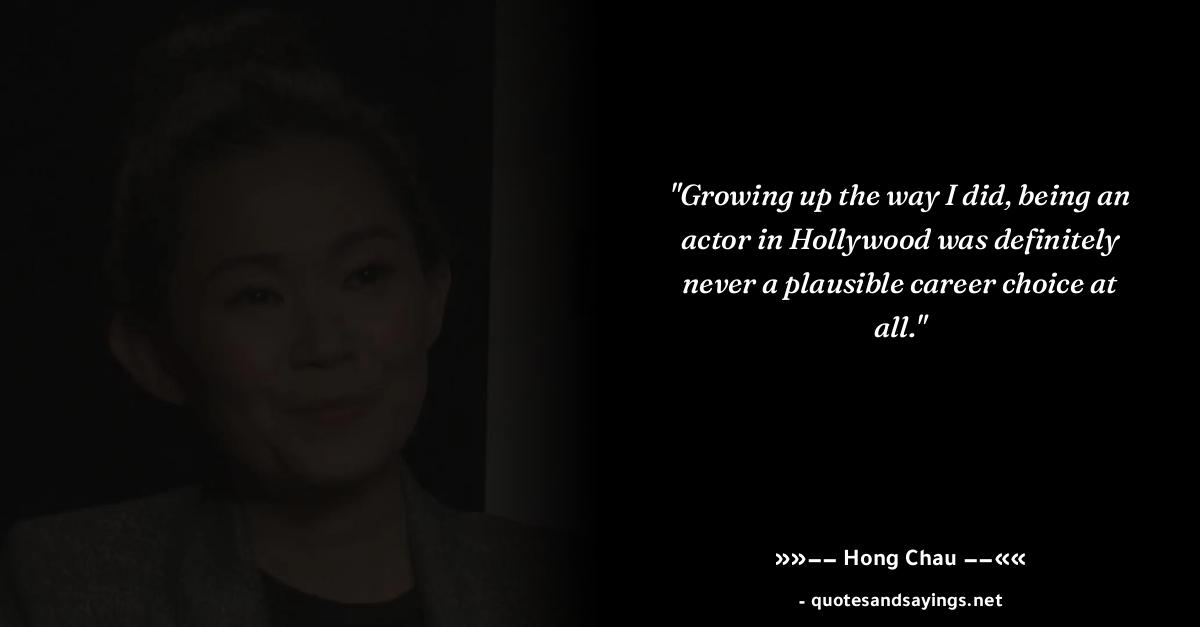 "Growing up the way I did, being an
actor in Hollywood was definitely
never a plausible career choice at
all."
»»−− Hong Chau −−««
- quotesandsayings.net